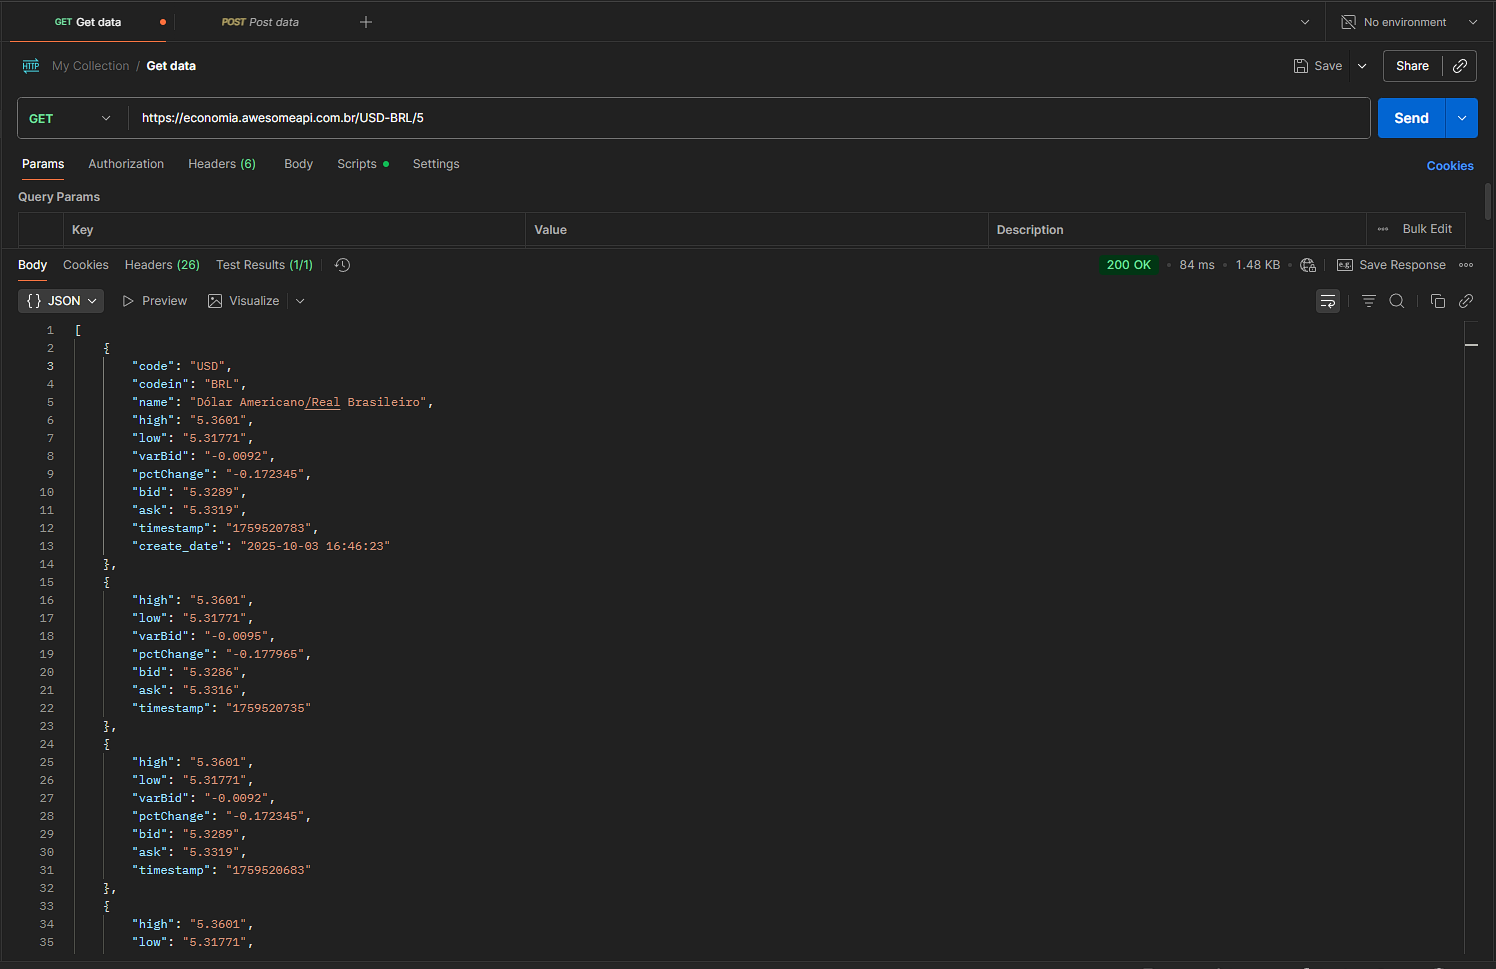 GET Get data
POST Post data
No environment
HTTP My Collection / Get data
Save
Share
GET
https://economia.awesomeapi.com.br/USD-BRL/5
Send
Params Authorization Headers (6) Body Scripts Settings
Cookies
Query Params
Key Value Description Bulk Edit
Body Cookies Headers (26) Test Results (1/1)
200 OK • 84 ms • 1.48 KB • e.g. Save Response
{} JSON Preview Visualize
1 [
2 {
3 "code": "USD",
4 "codein": "BRL",
5 "name": "Dólar Americano/Real Brasileiro",
6 "high": "5.3601",
7 "low": "5.31771",
8 "varBid": "-0.0092",
9 "pctChange": "-0.172345",
10 "bid": "5.3289",
11 "ask": "5.3319",
12 "timestamp": "1759520783",
13 "create_date": "2025-10-03 16:46:23"
14 },
15 {
16 "high": "5.3601",
17 "low": "5.31771",
18 "varBid": "-0.0095",
19 "pctChange": "-0.177965",
20 "bid": "5.3286",
21 "ask": "5.3316",
22 "timestamp": "1759520735"
23 },
24 {
25 "high": "5.3601",
26 "low": "5.31771",
27 "varBid": "-0.0092",
28 "pctChange": "-0.172345",
29 "bid": "5.3289",
30 "ask": "5.3319",
31 "timestamp": "1759520683"
32 },
33 {
34 "high": "5.3601",
35 "low": "5.31771",